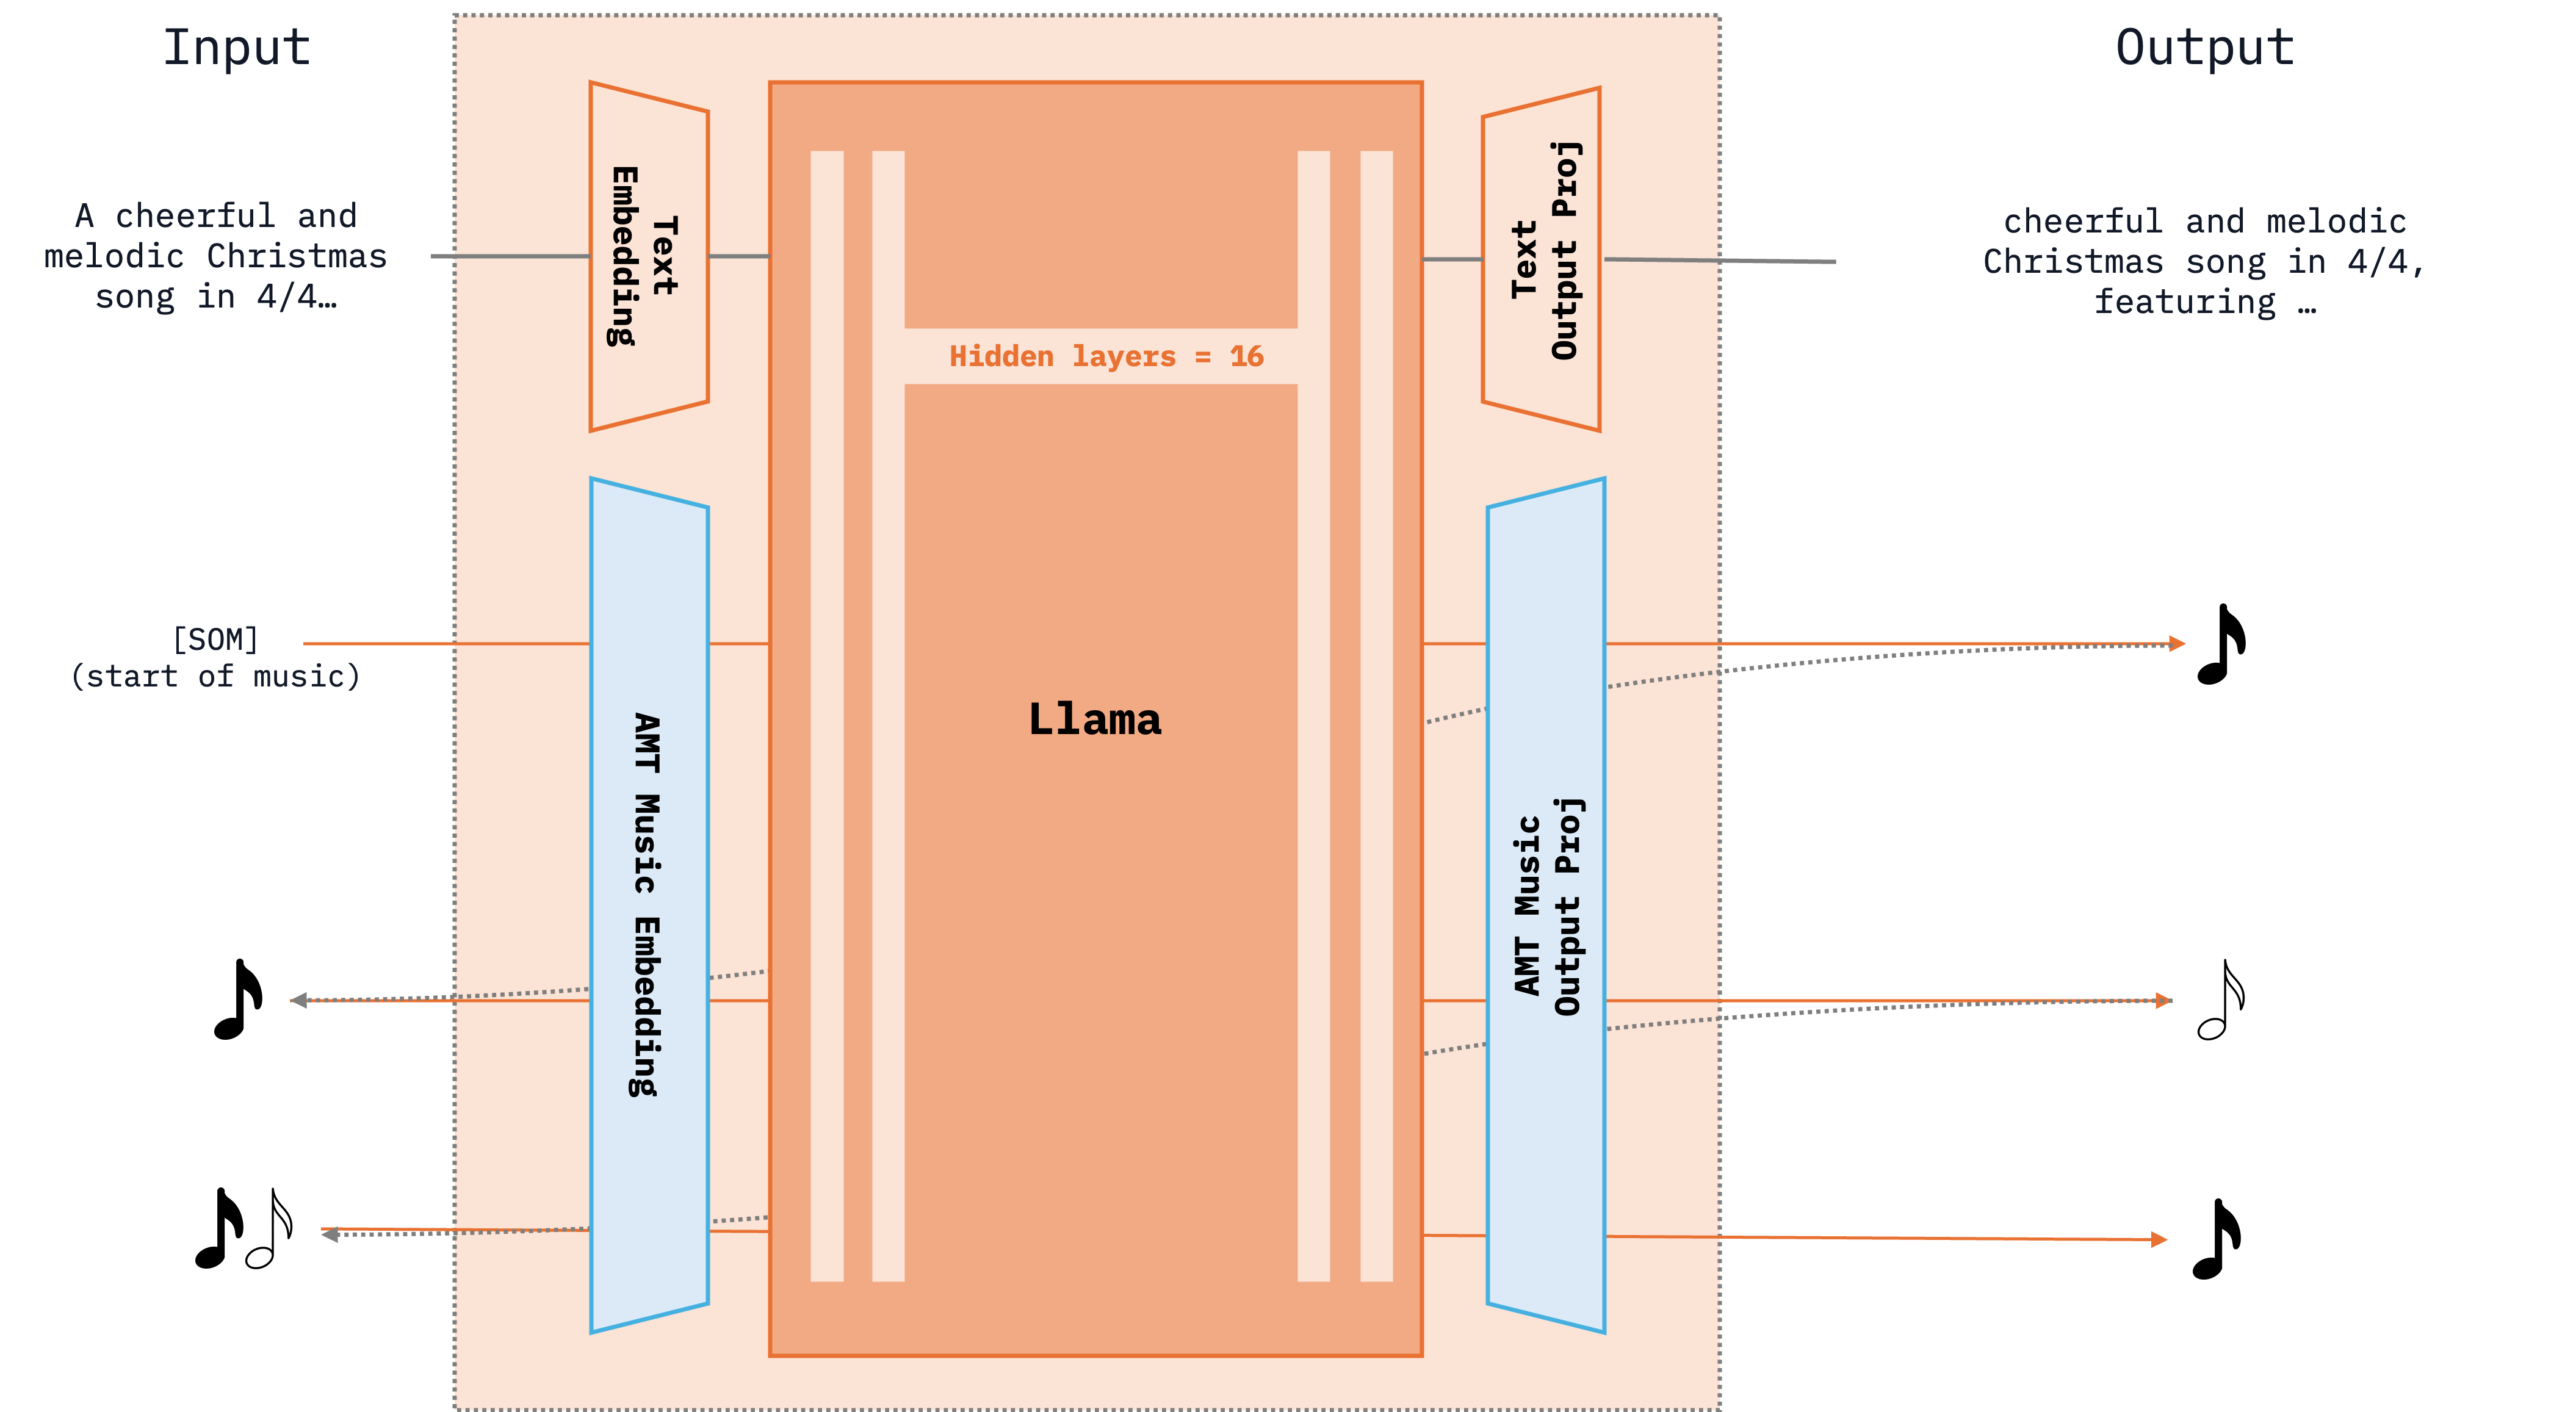 Input
Output
A cheerful and
melodic Christmas
song in 4/4…
Text
Embedding
Text
Output Proj
cheerful and melodic
Christmas song in 4/4,
featuring …
Hidden layers = 16
[SOM]
(start of music)
Llama
AMT Music Embedding
AMT Music
Output Proj